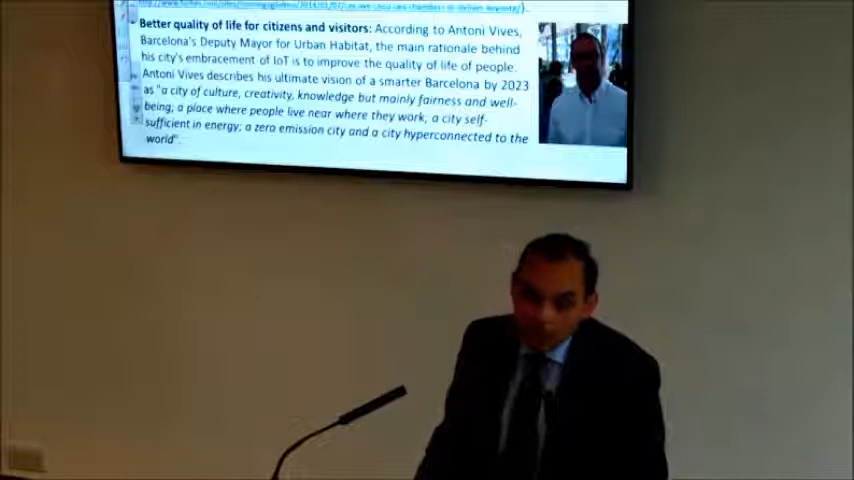 Better quality of life for citizens and visitors: According to Antoni Vives,
Barcelona's Deputy Mayor for Urban Habitat, the main rationale behind
his city's embracement of IoT is to improve the quality of life of people.
Antoni Vives describes his ultimate vision of a smarter Barcelona by 2023
as "a city of culture, creativity, knowledge but mainly fairness and well-
being; a place where people live near where they work; a city self-
sufficient in energy; a zero emission city and a city hyperconnected to the
world".